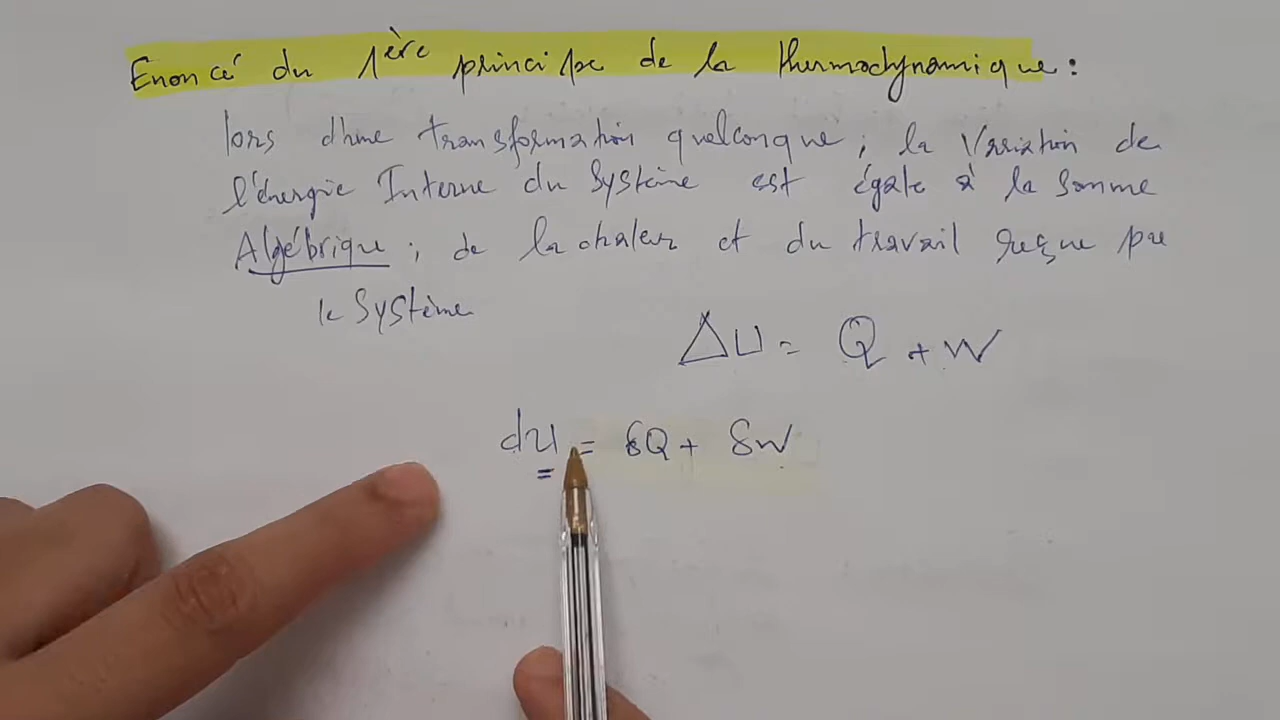 Enoncé du 1ère principe de la thermodynamique :
lors d'une transformation quelconque ; la variation de
l'énergie Interne du Système est égale à la somme
Algébrique ; de la chaleur et du travail reçue par
le Système
ΔU = Q + W
dU = δQ + δW